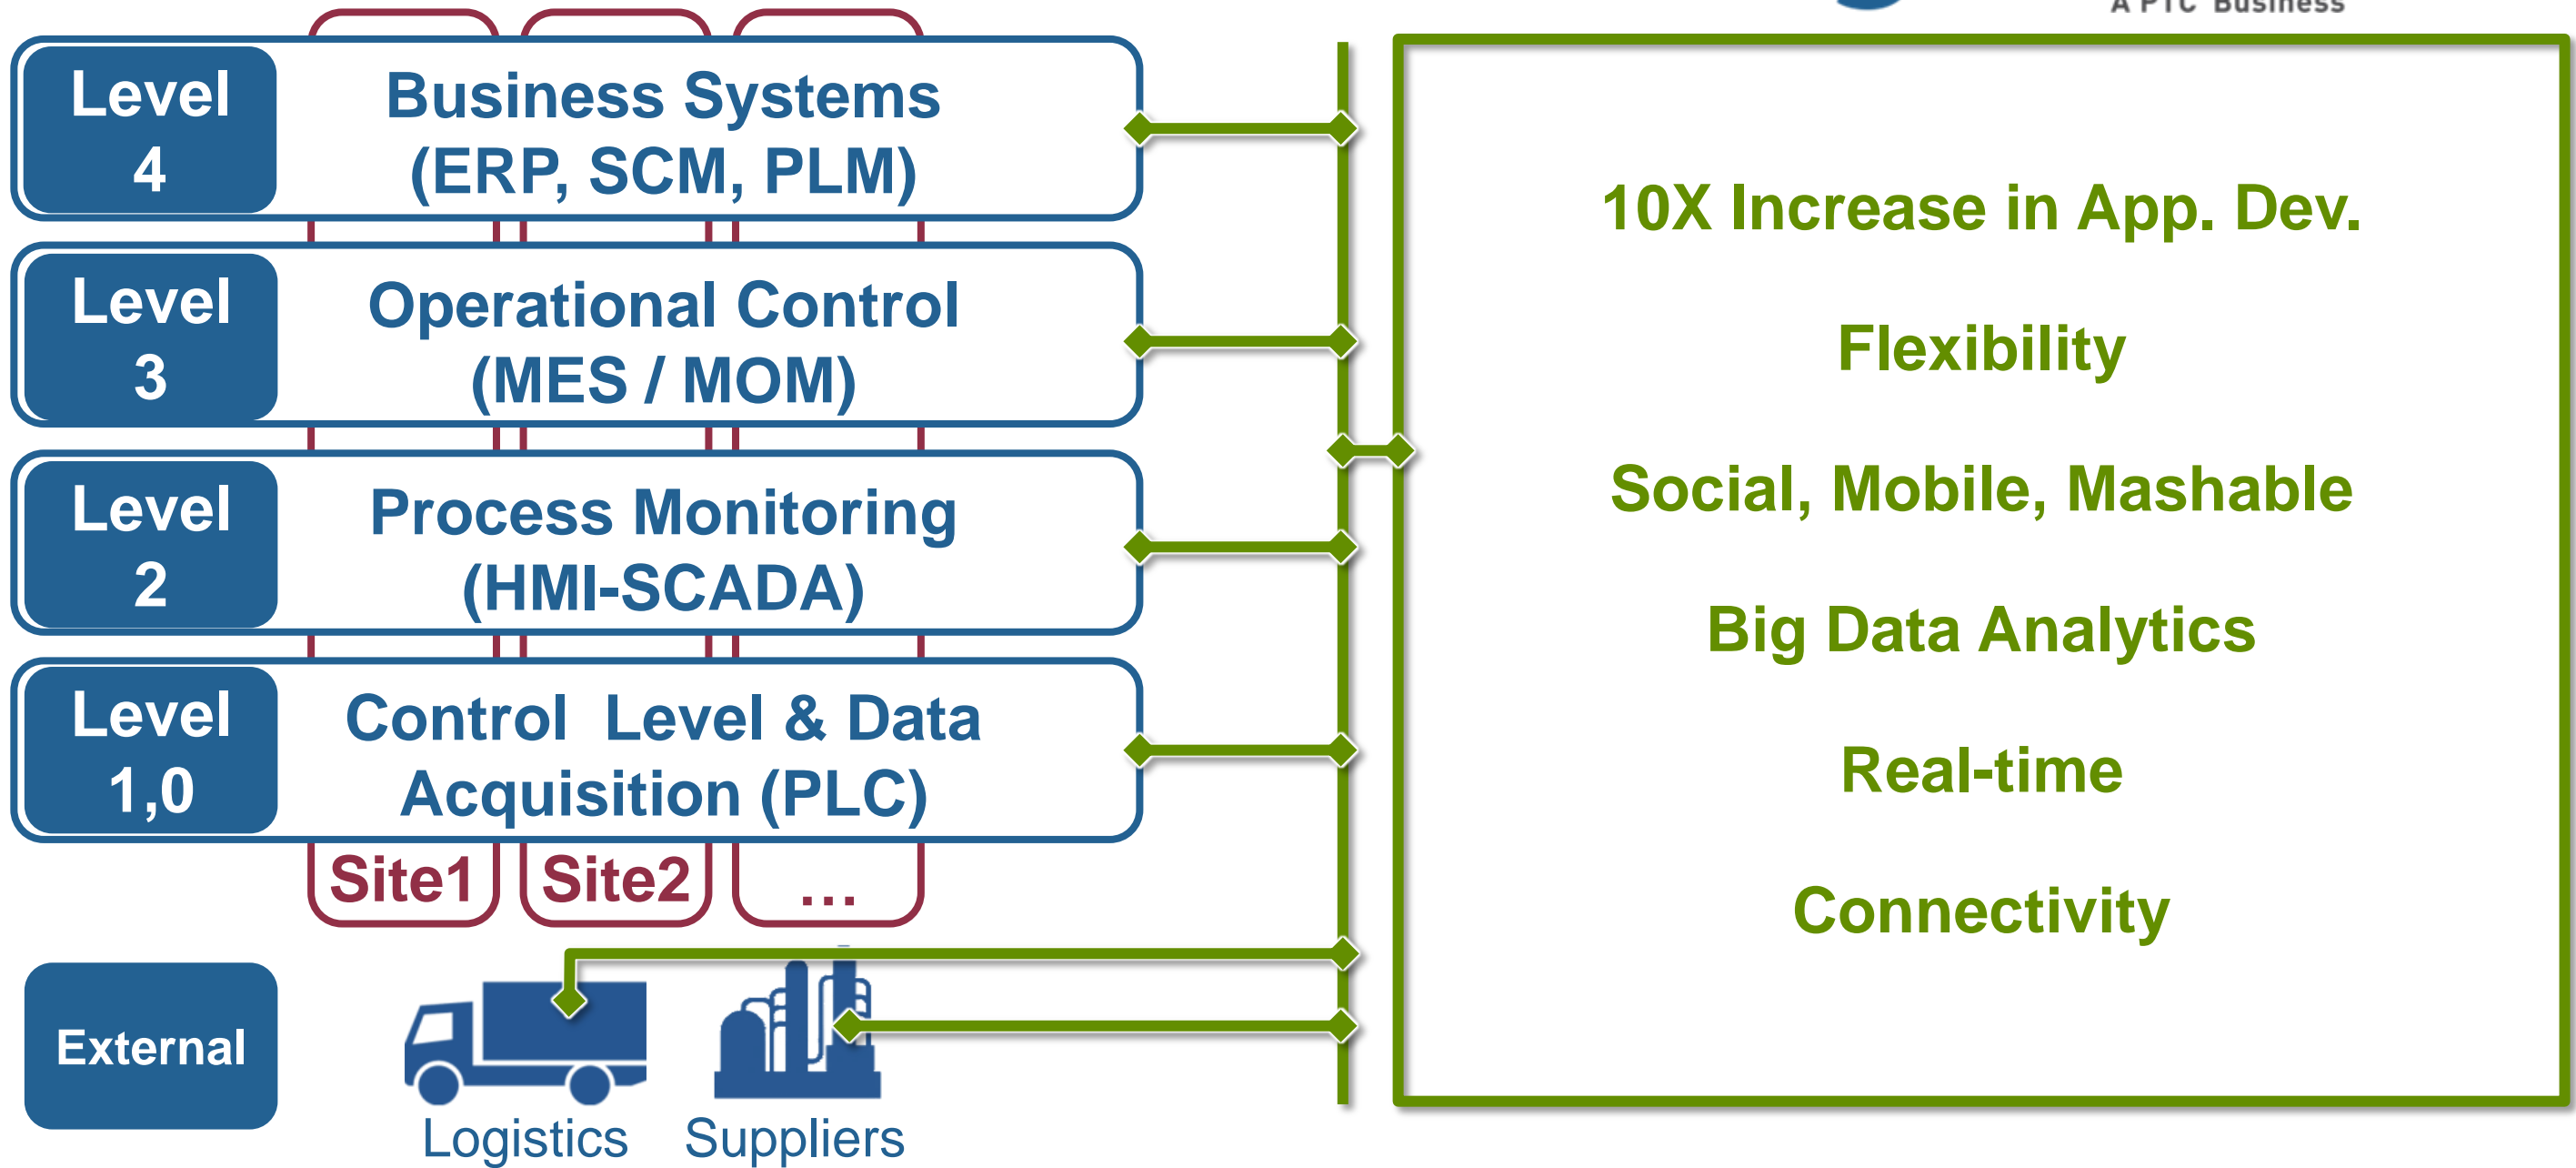 A PTC Business
Level
4
Business Systems
(ERP, SCM, PLM)
Level
3
Operational Control
(MES / MOM)
Level
2
Process Monitoring
(HMI-SCADA)
Level
1,0
Control Level & Data
Acquisition (PLC)
Site1
Site2
...
External
Logistics
Suppliers
10X Increase in App. Dev.
Flexibility
Social, Mobile, Mashable
Big Data Analytics
Real-time
Connectivity